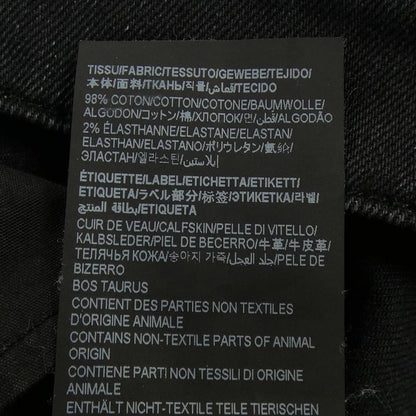 TISSU/FABRIC/TESSUTO/GEWEBE/TEJIDO/
本体/面料/ТКАНЬ/직물/قماش/TECIDO
98% COTON/COTTON/COTONE/BAUMWOLLE/
ALGODON/コットン/棉/ХЛОПОК/면/قطن/ALGODÃO
2% ÉLASTHANNE/ELASTANE/ELASTAN/
ELASTHAN/ELASTANO/ポリウレタン/氨纶/
ЭЛАСТАН/엘라스틴/إيلاستين
ÉTIQUETTE/LABEL/ETICHETTA/ETIKETT/
ETIQUETA/ラベル部分/标签/ЭТИКЕТКА/라벨/
بطاقة المنتج/ETIQUETA
CUIR DE VEAU/CALFSKIN/PELLE DI VITELLO/
KALBSLEDER/PIEL DE BECERRO/牛革/牛皮革/
ТЕЛЯЧЬЯ КОЖА/송아지 가죽/جلد العجل/PELE DE
BIZERRO
BOS TAURUS
CONTIENT DES PARTIES NON TEXTILES
D'ORIGINE ANIMALE
CONTAINS NON-TEXTILE PARTS OF ANIMAL
ORIGIN
CONTIENE PARTI NON TESSILI DI ORIGINE
ANIMALE
ENTHÄLT NICHT-TEXTILE TEILE TIERISCHEN